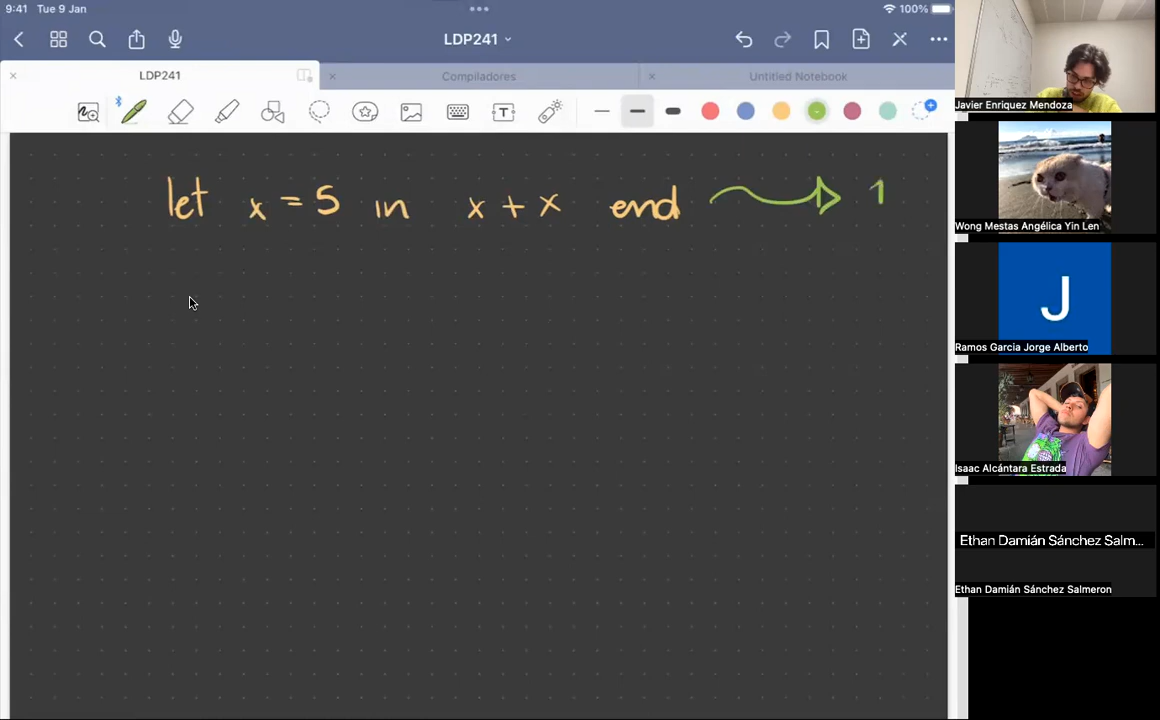 9:41 Tue 9 Jan
100%
LDP241
LDP241
Compiladores
Untitled Notebook
let x = 5 in x + x end 1
Javier Enriquez Mendoza
Wong Mestas Angélica Yin Len
J
Ramos Garcia Jorge Alberto
Isaac Alcántara Estrada
Ethan Damián Sánchez Salm...
Ethan Damián Sánchez Salmeron